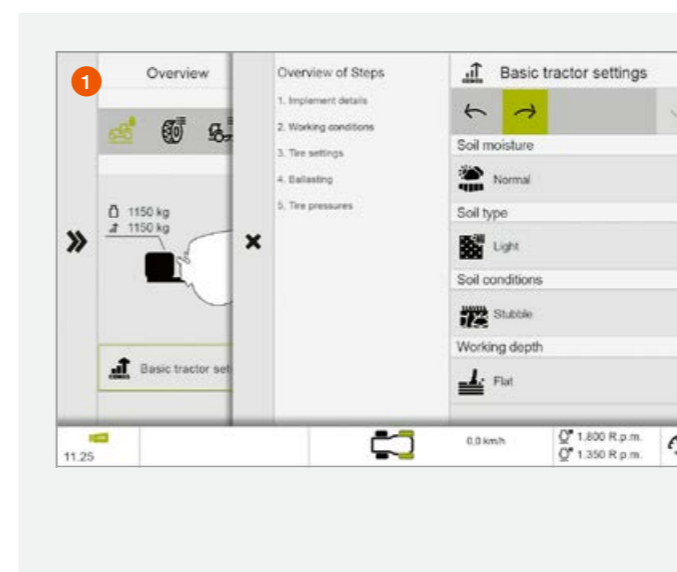 1
Overview
1150 kg
1150 kg
Basic tractor set
Overview of Steps
1. Implement details
2. Working conditions
3. Tire settings
4. Ballasting
5. Tire pressures
Basic tractor settings
Soil moisture
Normal
Soil type
Light
Soil conditions
Stubble
Working depth
Flat
11.25
0,0 km/h
1.800 R.p.m.
1.350 R.p.m.